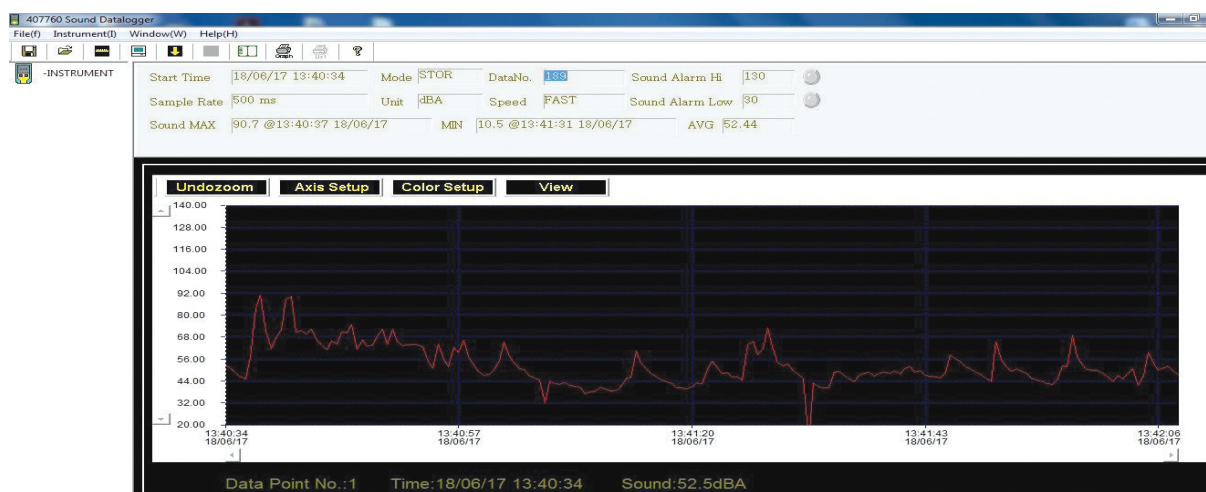 407760 Sound Datalogger
File(f) Instrument(I) Window(W) Help(H)
Graph
-INSTRUMENT
Start Time 18/06/17 13:40:34 Mode STOR DataNo. 189 Sound Alarm Hi 130
Sample Rate 500 ms Unit dBA Speed FAST Sound Alarm Low 30
Sound MAX 90.7 @13:40:37 18/06/17 MIN 10.5 @13:41:31 18/06/17 AVG 52.44
Undozoom Axis Setup Color Setup View
140.00
128.00
116.00
104.00
92.00
80.00
68.00
56.00
44.00
32.00
20.00
13:40:34 13:40:57 13:41:20 13:41:43 13:42:06
18/06/17 18/06/17 18/06/17 18/06/17 18/06/17
Data Point No.:1 Time:18/06/17 13:40:34 Sound:52.5dBA